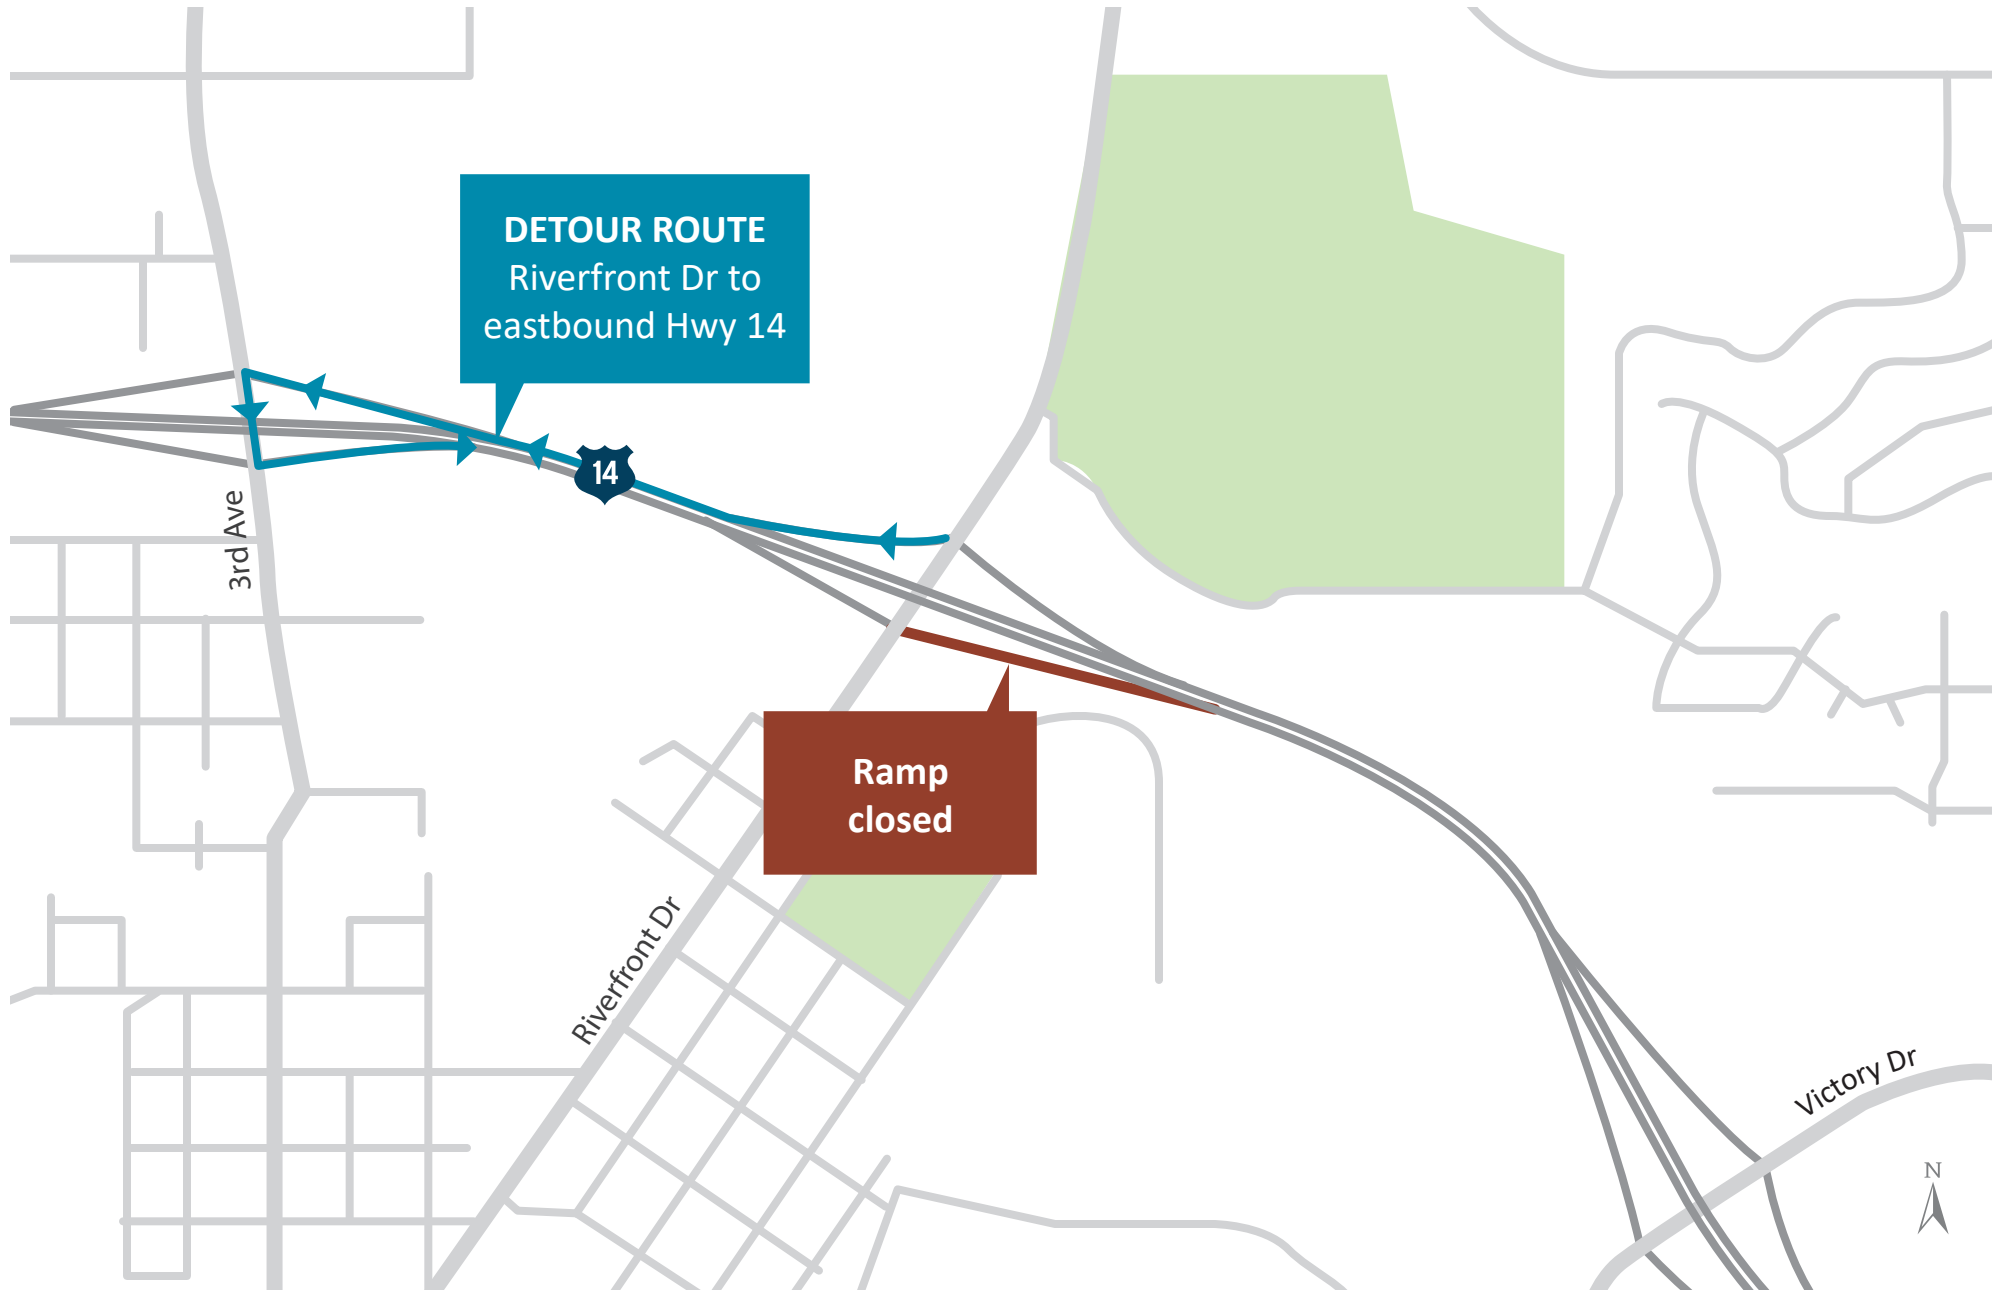 DETOUR ROUTE
Riverfront Dr to
eastbound Hwy 14
14
3rd Ave
Ramp
closed
Riverfront Dr
Victory Dr
N